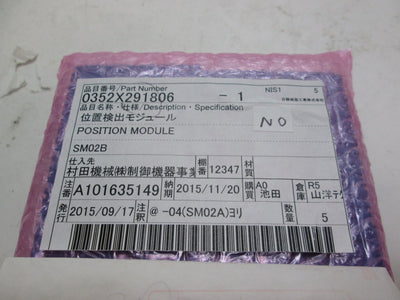 品目番号/Part Number
0352X291806 -1 NIS1 5
品目名称・仕様/Description・Specification
位置検出モジュール
NO
POSITION MODULE
SM02B
仕入先 棚番 12347 材質
村田機械㈱制御機器事業
注番 A101635149 納期 2015/11/20 購入 A0 池田 倉庫 R5 山洋テク
発行 2015/09/17 注釈 @-04(SM02A)ヨリ 数量 5